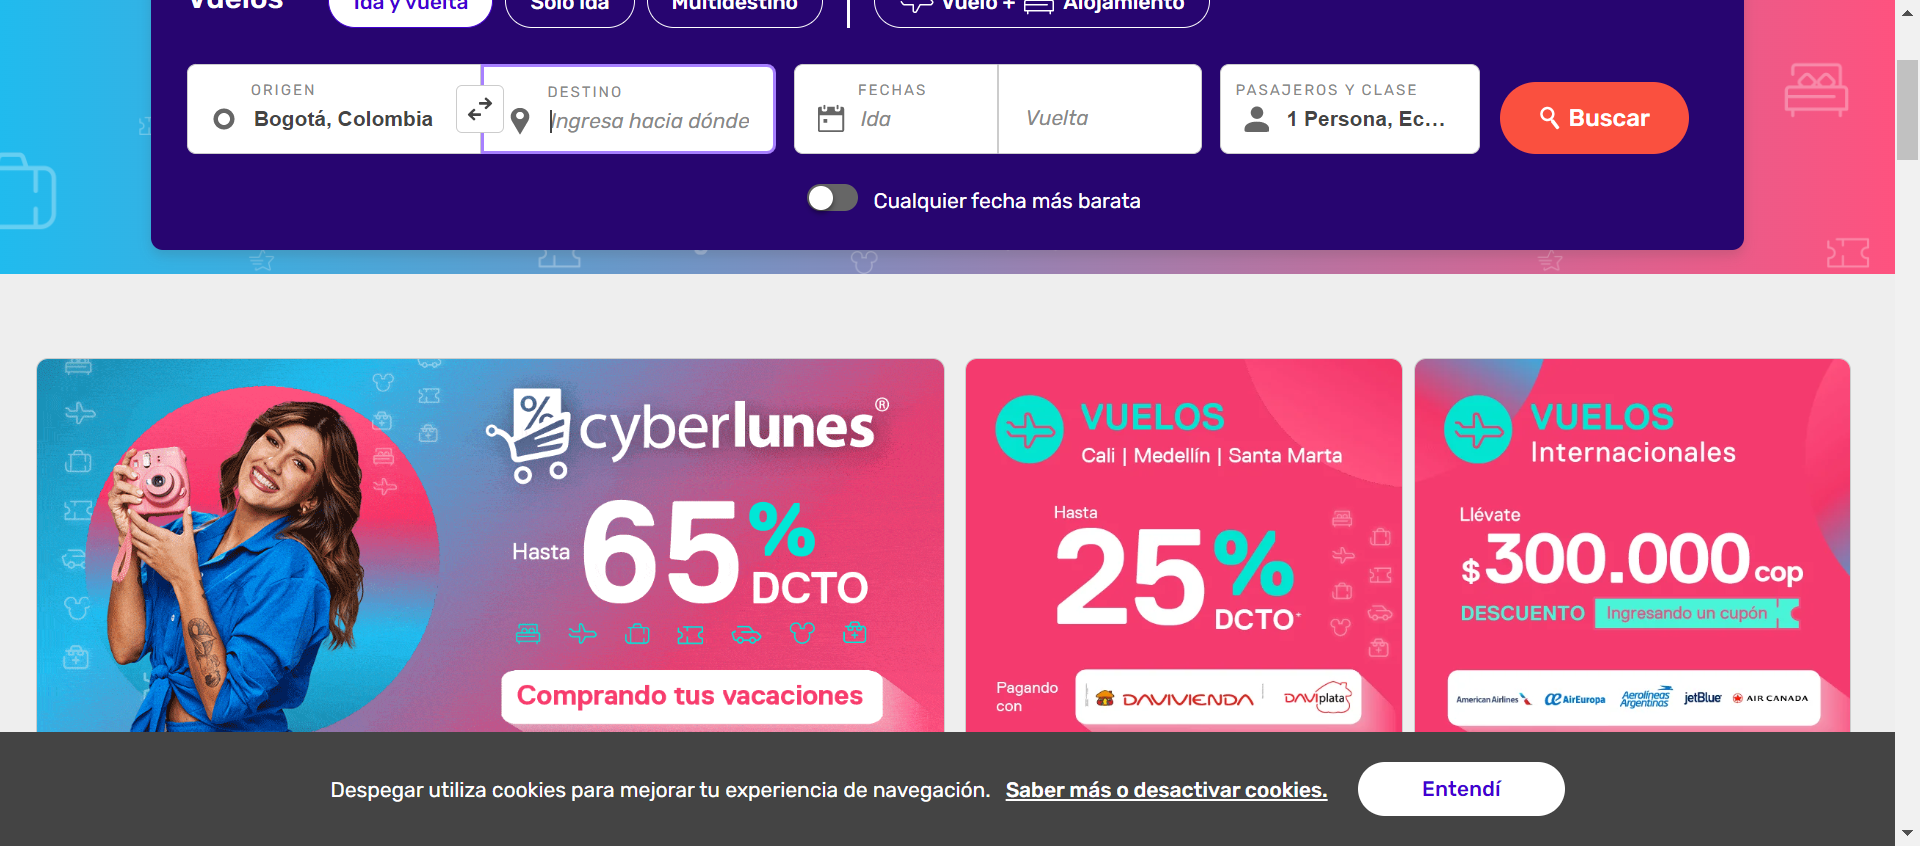 Vuelos
Ida y vuelta
Solo ida
Multidestino
Vuelo + Alojamiento
ORIGEN
Bogotá, Colombia
DESTINO
Ingresa hacia dónde
FECHAS
Ida
Vuelta
PASAJEROS Y CLASE
1 Persona, Ec...
Buscar
Cualquier fecha más barata
cyberlunes®
Hasta 65% DCTO
Comprando tus vacaciones
VUELOS
Cali | Medellín | Santa Marta
Hasta
25% DCTO*
Pagando con
DAVIVIENDA
DAVIplata
VUELOS
Internacionales
Llévate
$300.000 cop
DESCUENTO Ingresando un cupón
American Airlines
AirEuropa
Aerolíneas Argentinas
jetBlue
AIR CANADA
Despegar utiliza cookies para mejorar tu experiencia de navegación. Saber más o desactivar cookies.
Entendí